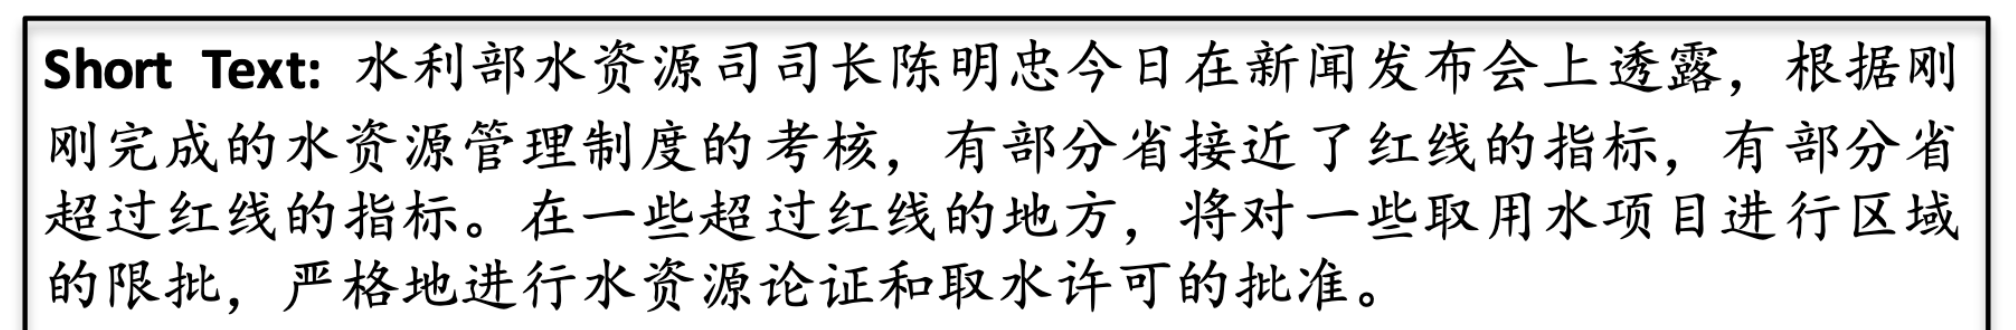 Short Text: 水利部水资源司司长陈明忠今日在新闻发布会上透露，根据刚
刚完成的水资源管理制度的考核，有部分省接近了红线的指标，有部分省
超过红线的指标。在一些超过红线的地方，将对一些取用水项目进行区域
的限批，严格地进行水资源论证和取水许可的批准。